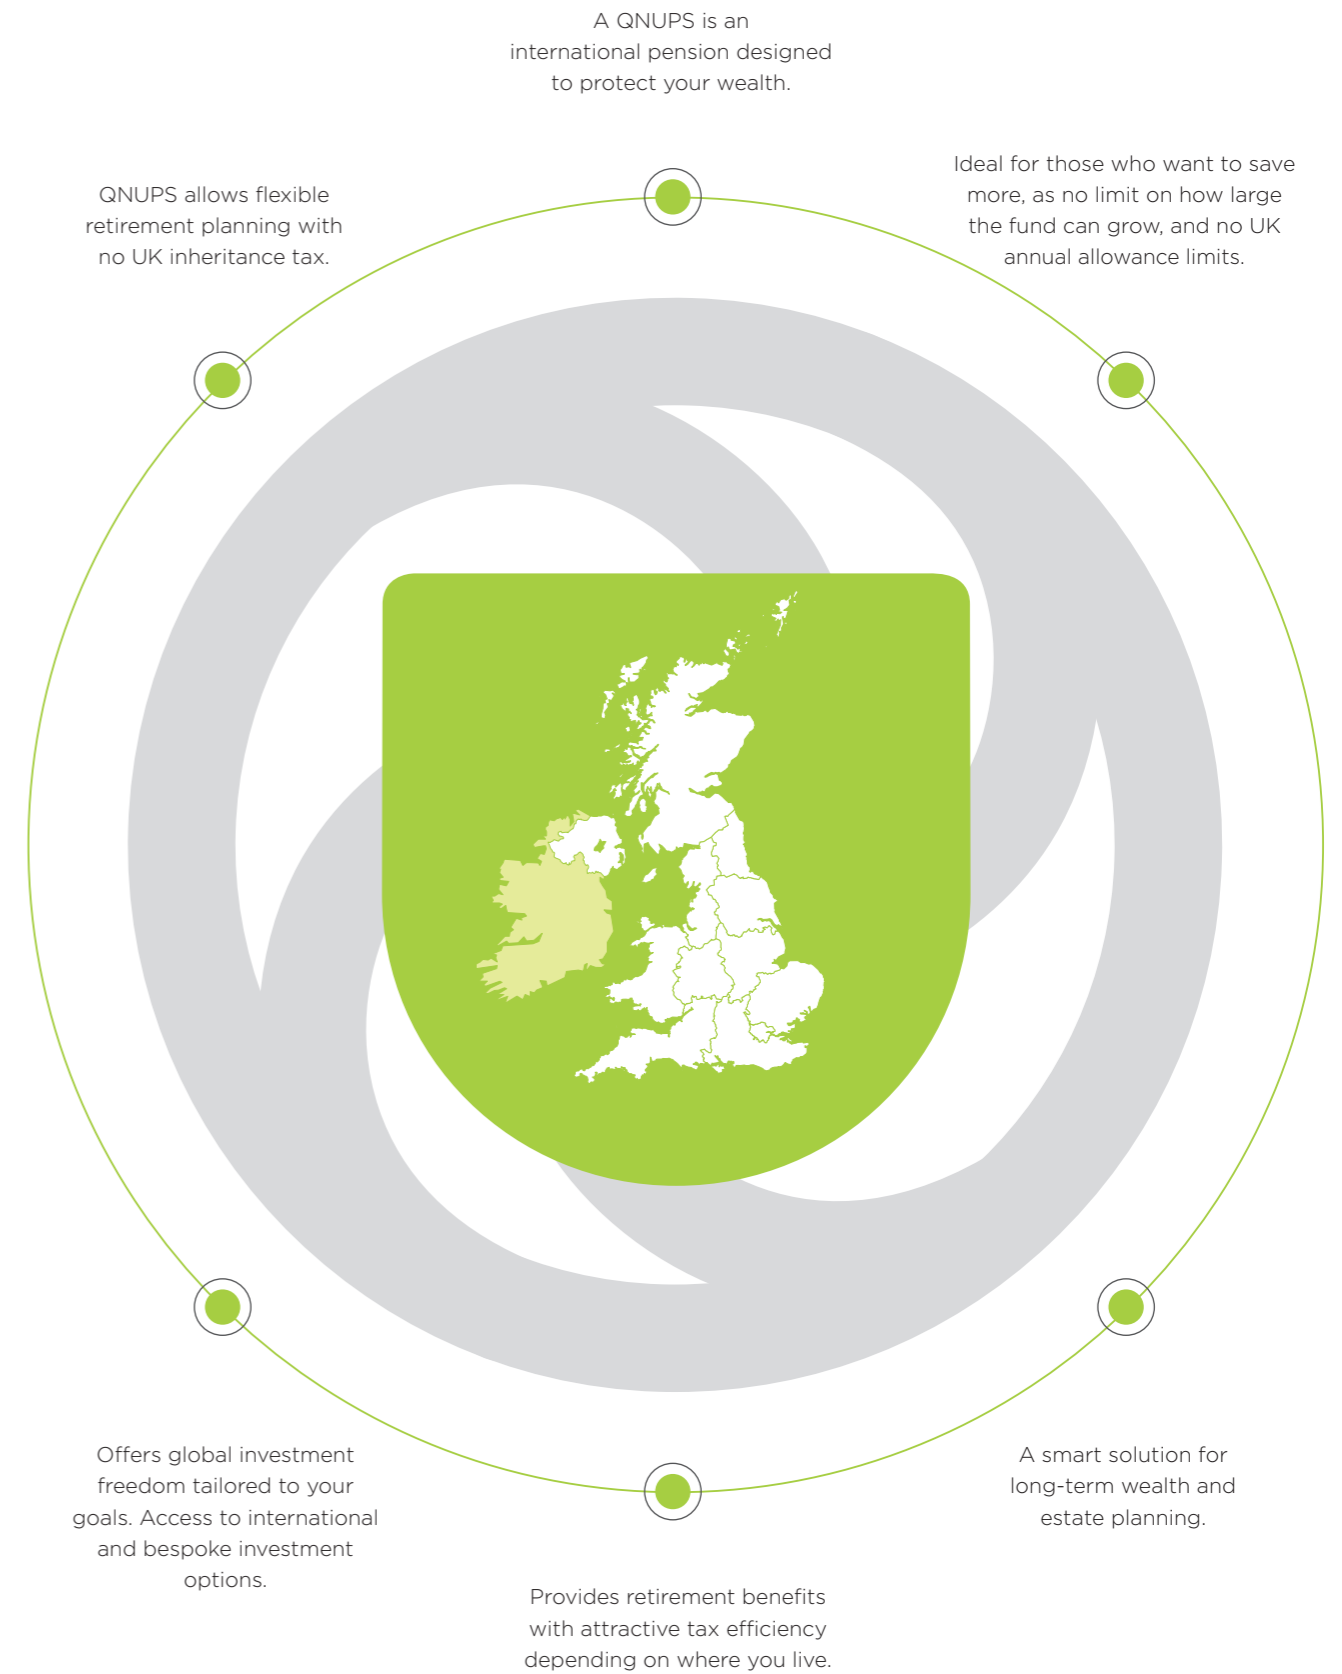 A QNUPS is an
international pension designed
to protect your wealth.
Ideal for those who want to save
more, as no limit on how large
the fund can grow, and no UK
annual allowance limits.
QNUPS allows flexible
retirement planning with
no UK inheritance tax.
A smart solution for
long-term wealth and
estate planning.
Offers global investment
freedom tailored to your
goals. Access to international
and bespoke investment
options.
Provides retirement benefits
with attractive tax efficiency
depending on where you live.